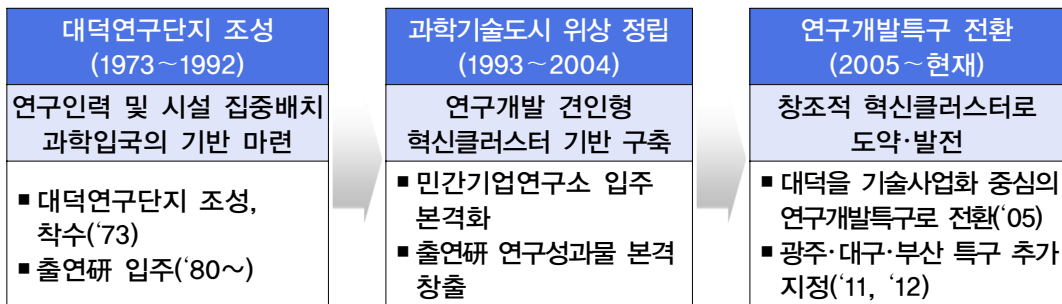 대덕연구단지 조성
(1973~1992)
연구인력 및 시설 집중배치
과학입국의 기반 마련
▪ 대덕연구단지 조성,
착수(‘73)
▪ 출연硏 입주(‘80~)
과학기술도시 위상 정립
(1993~2004)
연구개발 견인형
혁신클러스터 기반 구축
▪ 민간기업연구소 입주
본격화
▪ 출연硏 연구성과물 본격
창출
연구개발특구 전환
(2005~현재)
창조적 혁신클러스터로
도약·발전
▪ 대덕을 기술사업화 중심의
연구개발특구로 전환(‘05)
▪ 광주·대구·부산 특구 추가
지정(‘11, ‘12)